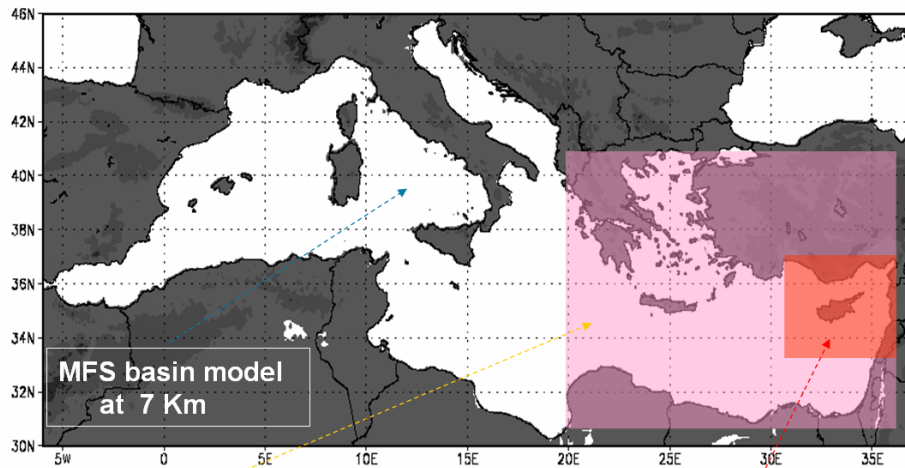 46N
44N
42N
40N
38N
36N
34N
32N
30N
MFS basin model
at 7 Km
5W 0 5E 10E 15E 20E 25E 30E 35E